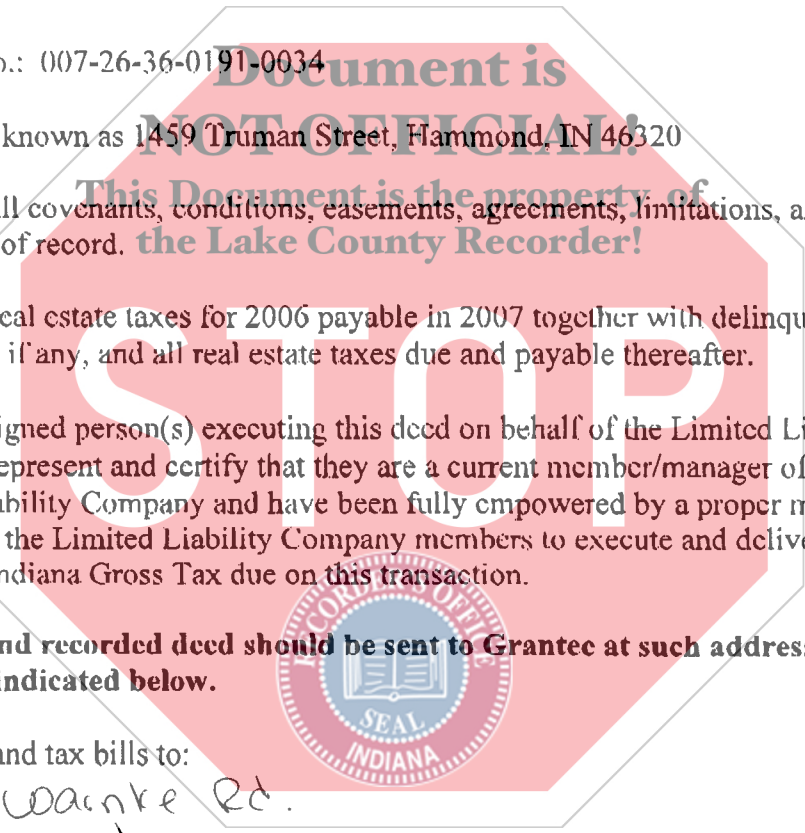 o.: 007-26-36-0191-0034
Document is
known as 1459 Truman Street, Hammond, IN 46320
NOT OFFICIAL!
This Document is the property of
ll covenants, conditions, easements, agreements, limitations, a
of record.
the Lake County Recorder!
eal estate taxes for 2006 payable in 2007 together with delinqu
if any, and all real estate taxes due and payable thereafter.
STOP
igned person(s) executing this deed on behalf of the Limited Li
epresent and certify that they are a current member/manager of
ability Company and have been fully empowered by a proper
the Limited Liability Company members to execute and delive
ndiana Gross Tax due on this transaction.
RECORDER'S OFFICE
nd recorded deed should be sent to Grantee at such address
indicated below.
SEAL
INDIANA
and tax bills to:
Rd.